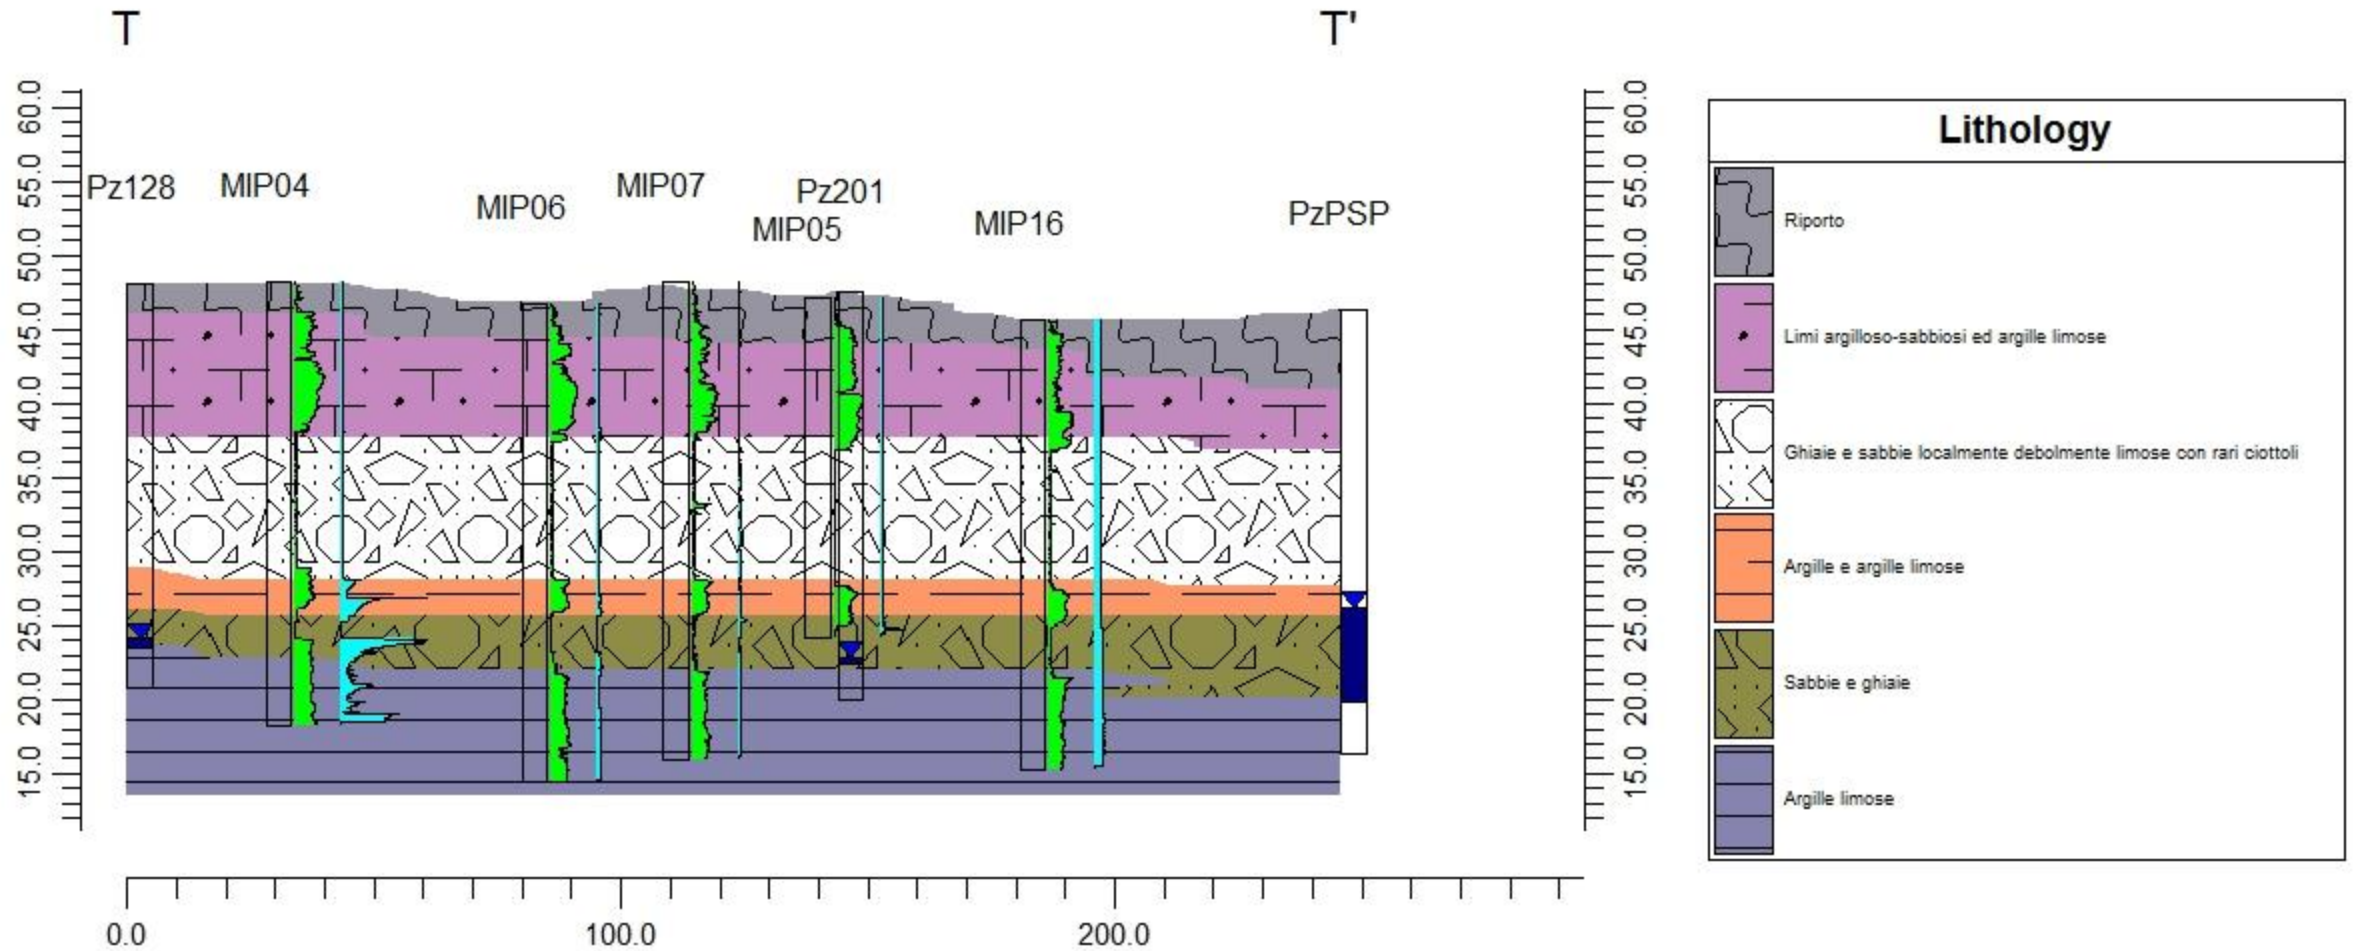 T
T'
60.0
55.0
50.0
45.0
40.0
35.0
30.0
25.0
20.0
15.0
Pz128
MIP04
MIP06
MIP07
MIP05
Pz201
MIP16
PzPSP
60.0
55.0
50.0
45.0
40.0
35.0
30.0
25.0
20.0
15.0
0.0
100.0
200.0
Lithology
Riporto
Limi argilloso-sabbiosi ed argille limose
Ghiaie e sabbie localmente debolmente limose con rari ciottoli
Argille e argille limose
Sabbie e ghiaie
Argille limose